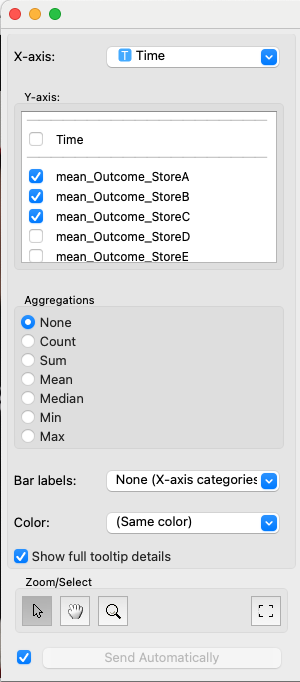 X-axis: T Time
Y-axis:
Time
mean_Outcome_StoreA
mean_Outcome_StoreB
mean_Outcome_StoreC
mean_Outcome_StoreD
mean_Outcome_StoreE
Aggregations
None
Count
Sum
Mean
Median
Min
Max
Bar labels: None (X-axis categories
Color: (Same color)
Show full tooltip details
Zoom/Select
Send Automatically